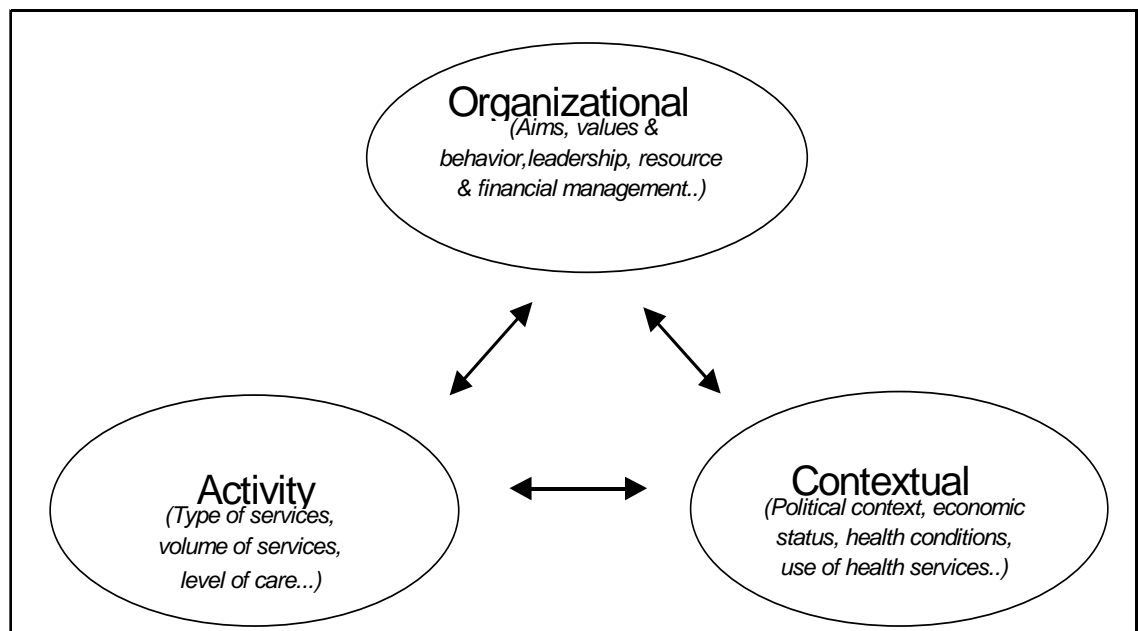 Organizational
(Aims, values &
behavior,leadership, resource
& financial management..)
Activity
(Type of services,
volume of services,
level of care...)
Contextual
(Political context, economic
status, health conditions,
use of health services..)